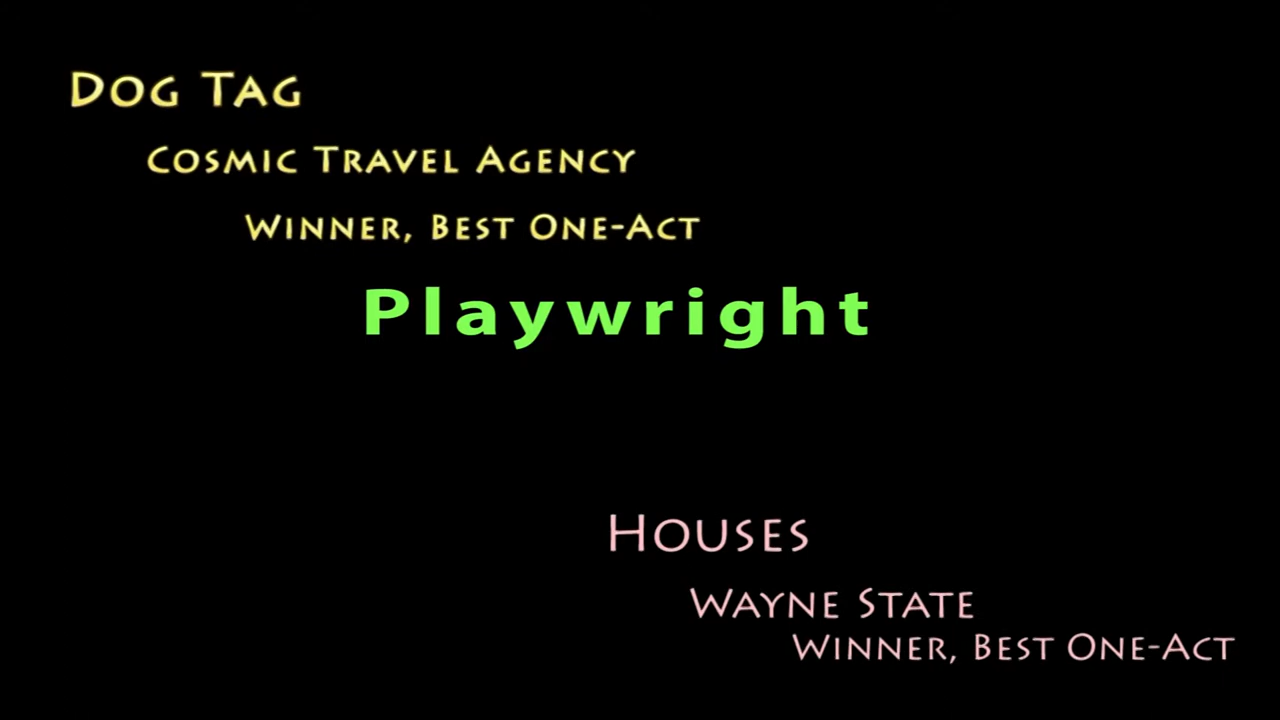 Dog Tag
Cosmic Travel Agency
Winner, Best One-Act
Playwright
Houses
Wayne State
Winner, Best One-Act